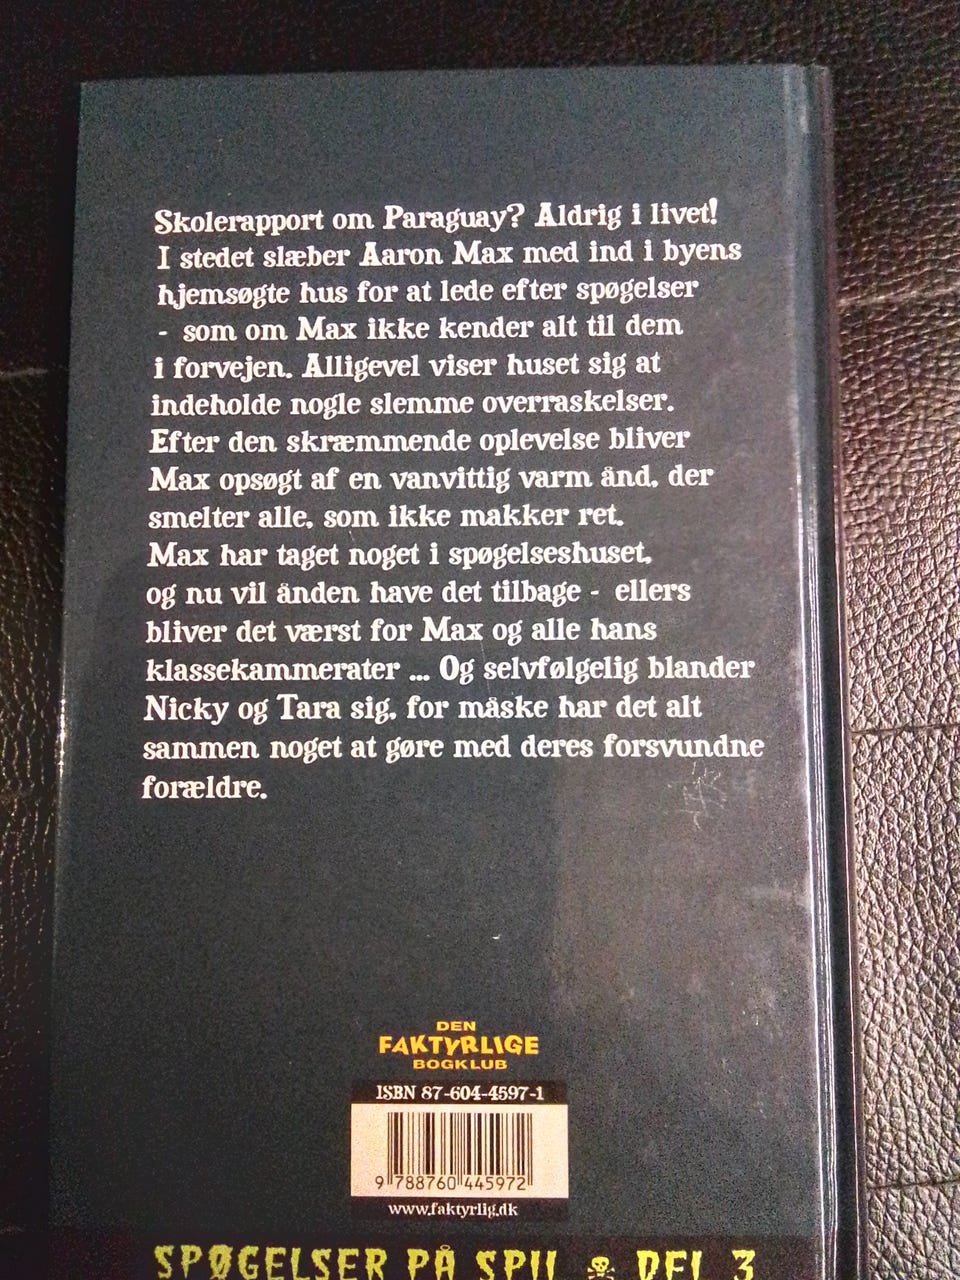 Skolerapport om Paraguay? Aldrig i livet!
I stedet slæber Aaron Max med ind i byens
hjemsøgte hus for at lede efter spøgelser
- som om Max ikke kender alt til dem
i forvejen. Alligevel viser huset sig at
indeholde nogle slemme overraskelser.
Efter den skræmmende oplevelse bliver
Max opsøgt af en vanvittig varm ånd, der
smelter alle, som ikke makker ret.
Max har taget noget i spøgelseshuset,
og nu vil ånden have det tilbage - ellers
bliver det værst for Max og alle hans
klassekammerater ... Og selvfølgelig blander
Nicky og Tara sig, for måske har det alt
sammen noget at gøre med deres forsvundne
forældre.
DEN
FAKTYRLIGE
BOGKLUB
ISBN 87-604-4597-1
9 788760 445972
www.faktyrlig.dk
SPØGELSER PÅ SPIL DEL 3